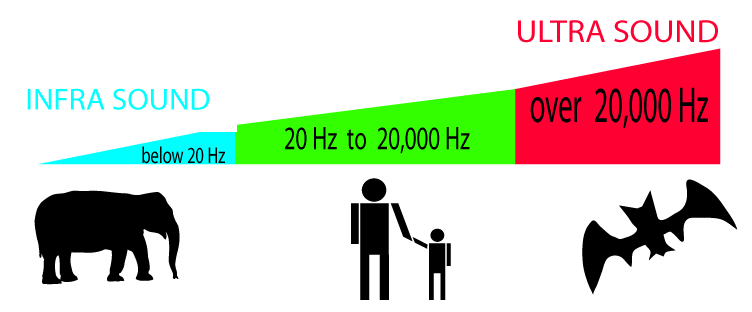 ULTRA SOUND
INFRA SOUND
over 20,000 Hz
20 Hz to 20,000 Hz
below 20 Hz